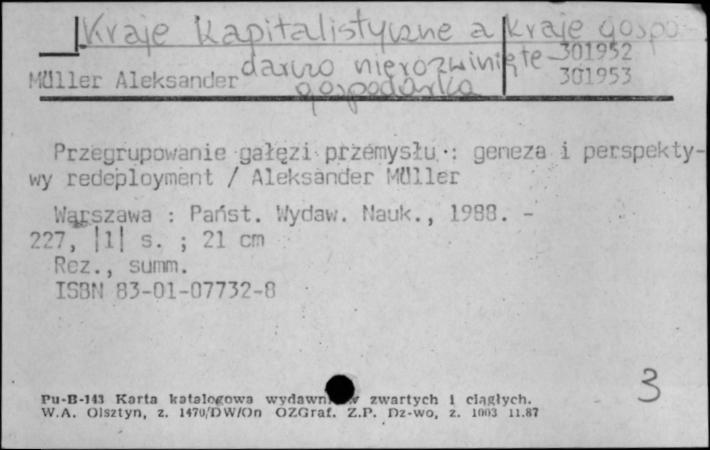 Kraje kapitalistyczne a kraje gospo-
darczo nierozwinięte 301952
Müller Aleksander 301953
gospodarka
Przegrupowanie gałęzi przemysłu : geneza i perspekty-
wy redeployment / Aleksander Müller
Warszawa : Państ. Wydaw. Nauk., 1988. -
227, |1| s. ; 21 cm
Rez., summ.
ISBN 83-01-07732-8
3
Pu-B-143 Karta katalogowa zwartych i ciągłych.
W.A. Olsztyn, z. 1470/DW/On OZGraf. Z.P. Dz-wo, z. 1003 11.87